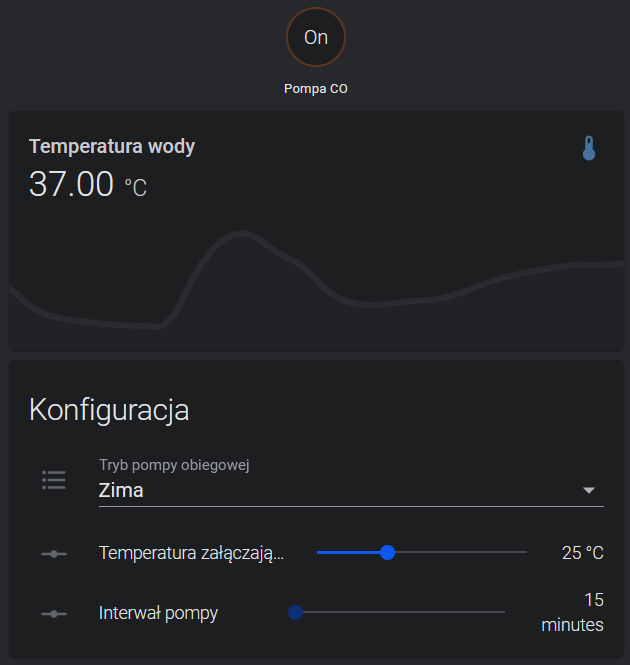 On
Pompa CO
Temperatura wody
37.00 °C
Konfiguracja
Tryb pompy obiegowej
Zima
Temperatura załączają... 25 °C
Interwał pompy 15
minutes